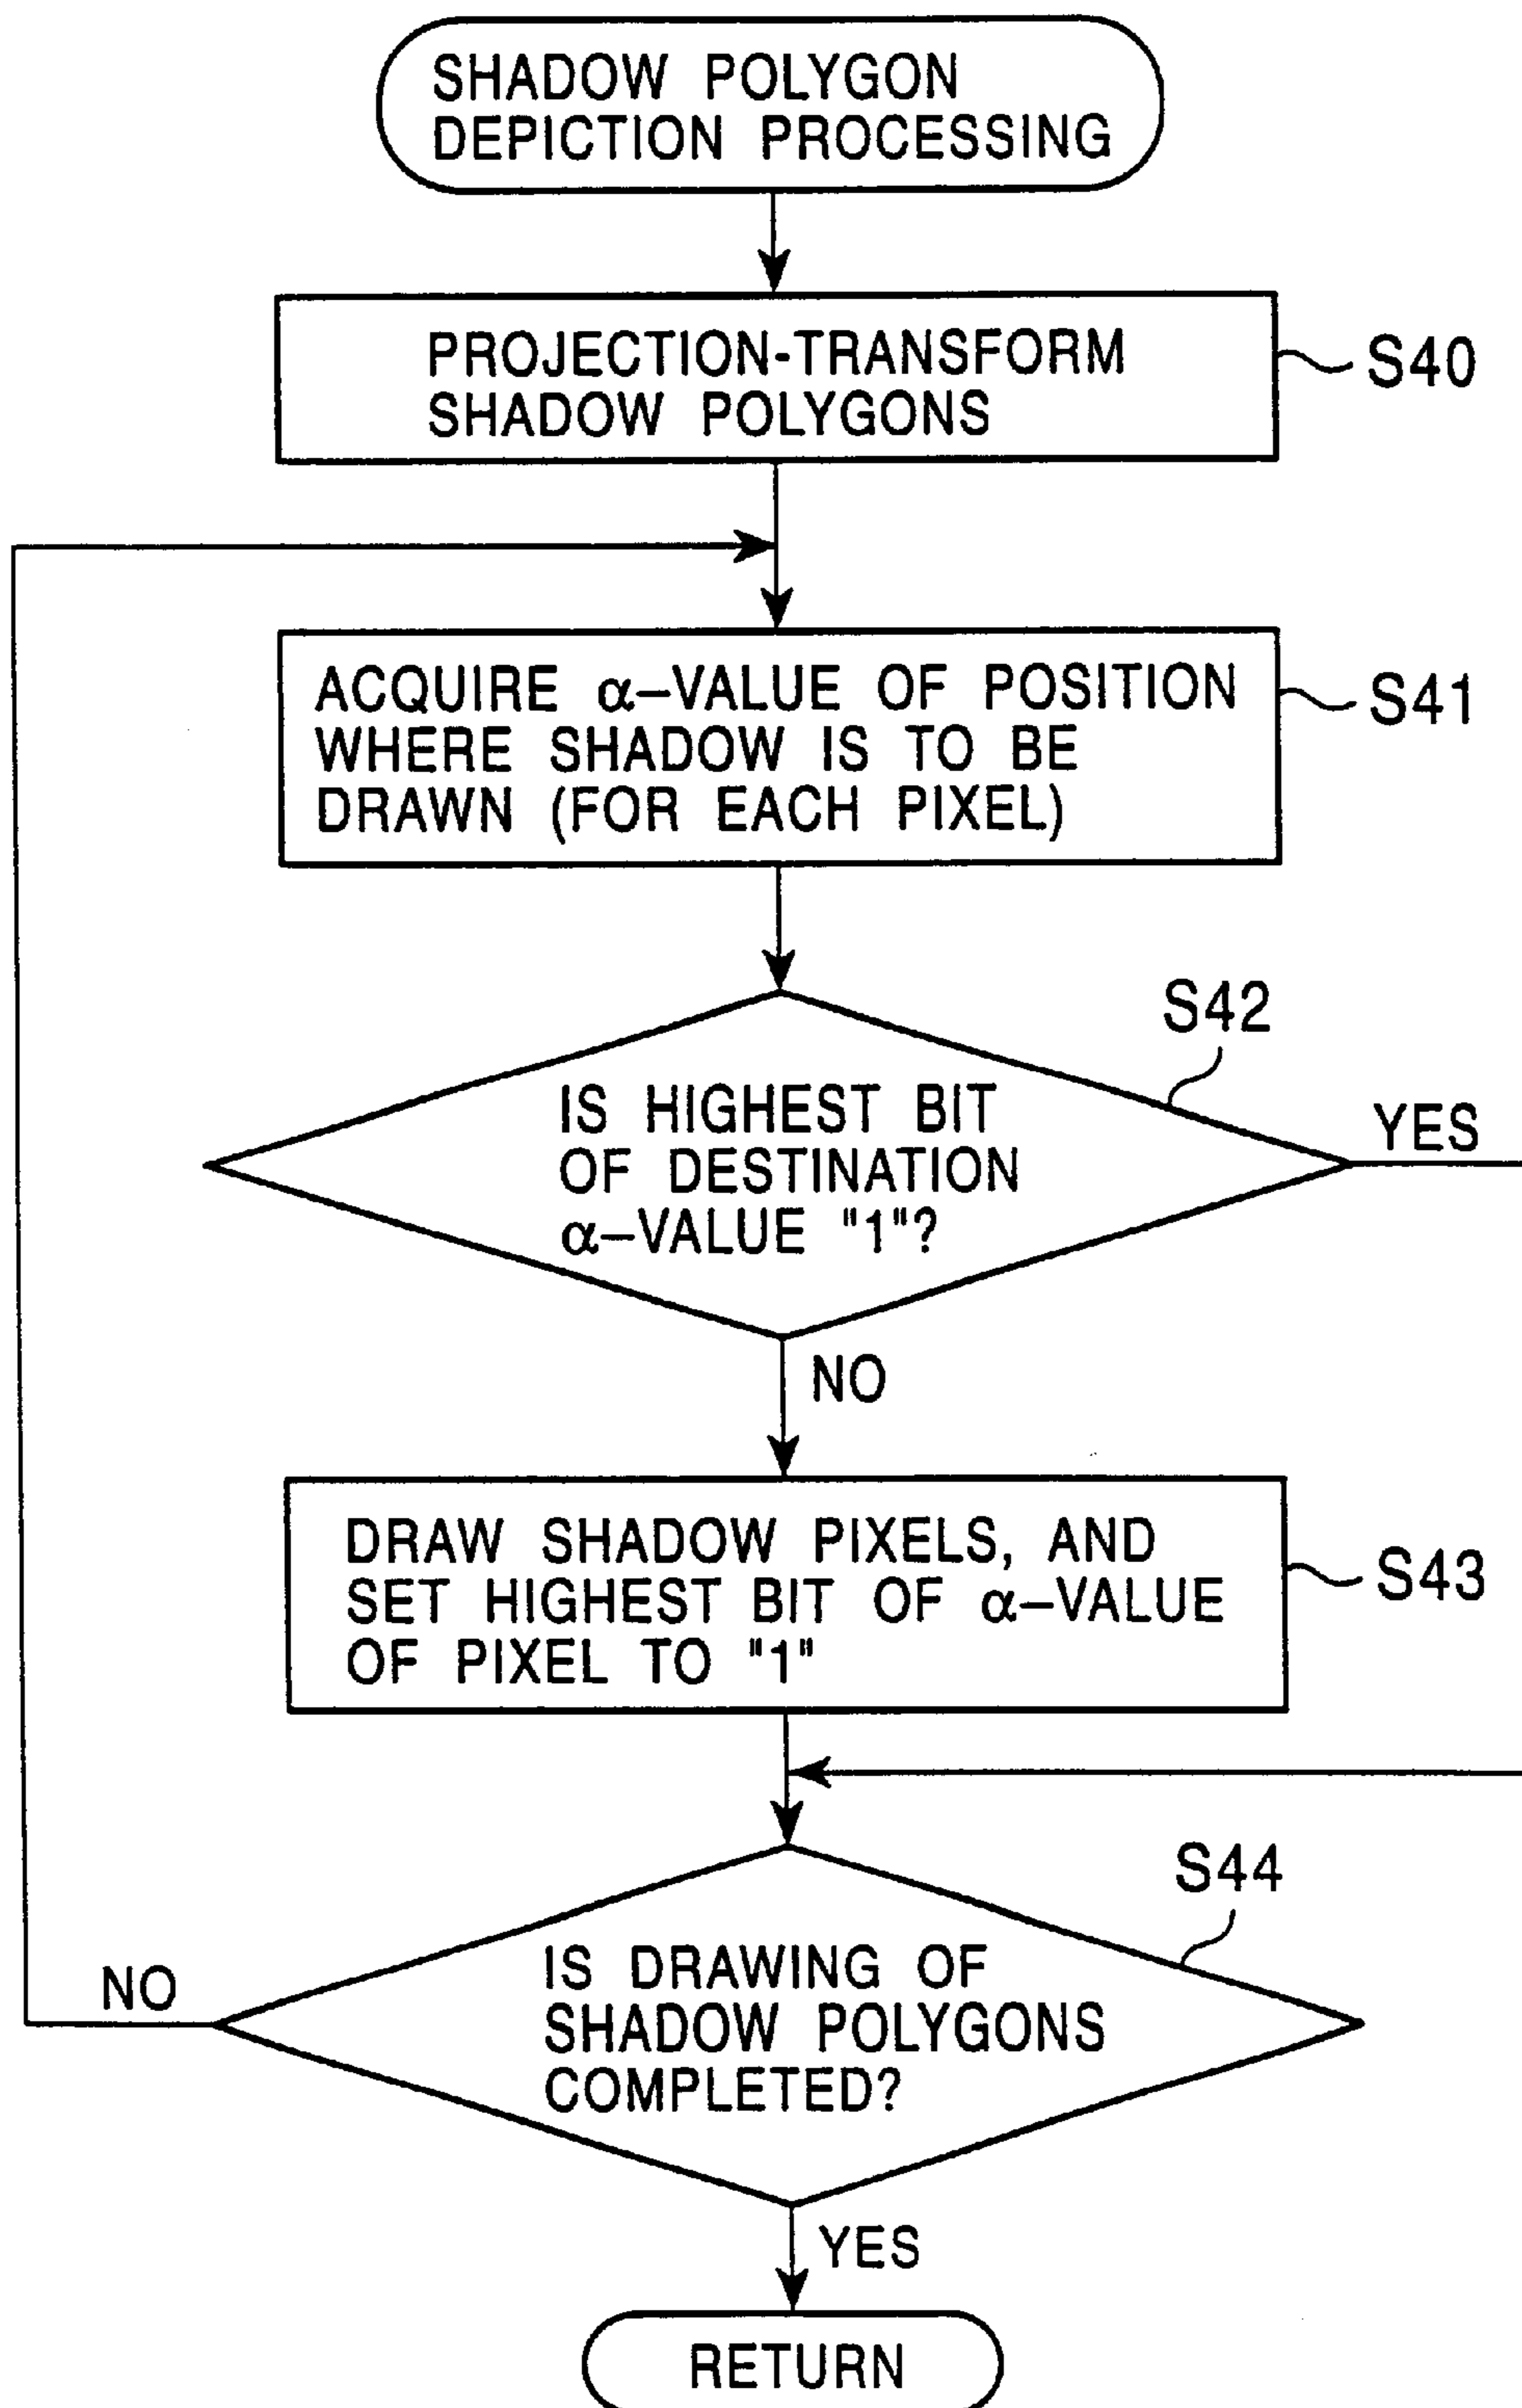 SHADOW POLYGON
DEPICTION PROCESSING
PROJECTION-TRANSFORM
SHADOW POLYGONS
S40
ACQUIRE α–VALUE OF POSITION
WHERE SHADOW IS TO BE
DRAWN (FOR EACH PIXEL)
S41
S42
IS HIGHEST BIT
OF DESTINATION
α–VALUE "1"?
YES
NO
DRAW SHADOW PIXELS, AND
SET HIGHEST BIT OF α–VALUE
OF PIXEL TO "1"
S43
S44
IS DRAWING OF
SHADOW POLYGONS
COMPLETED?
NO
YES
RETURN